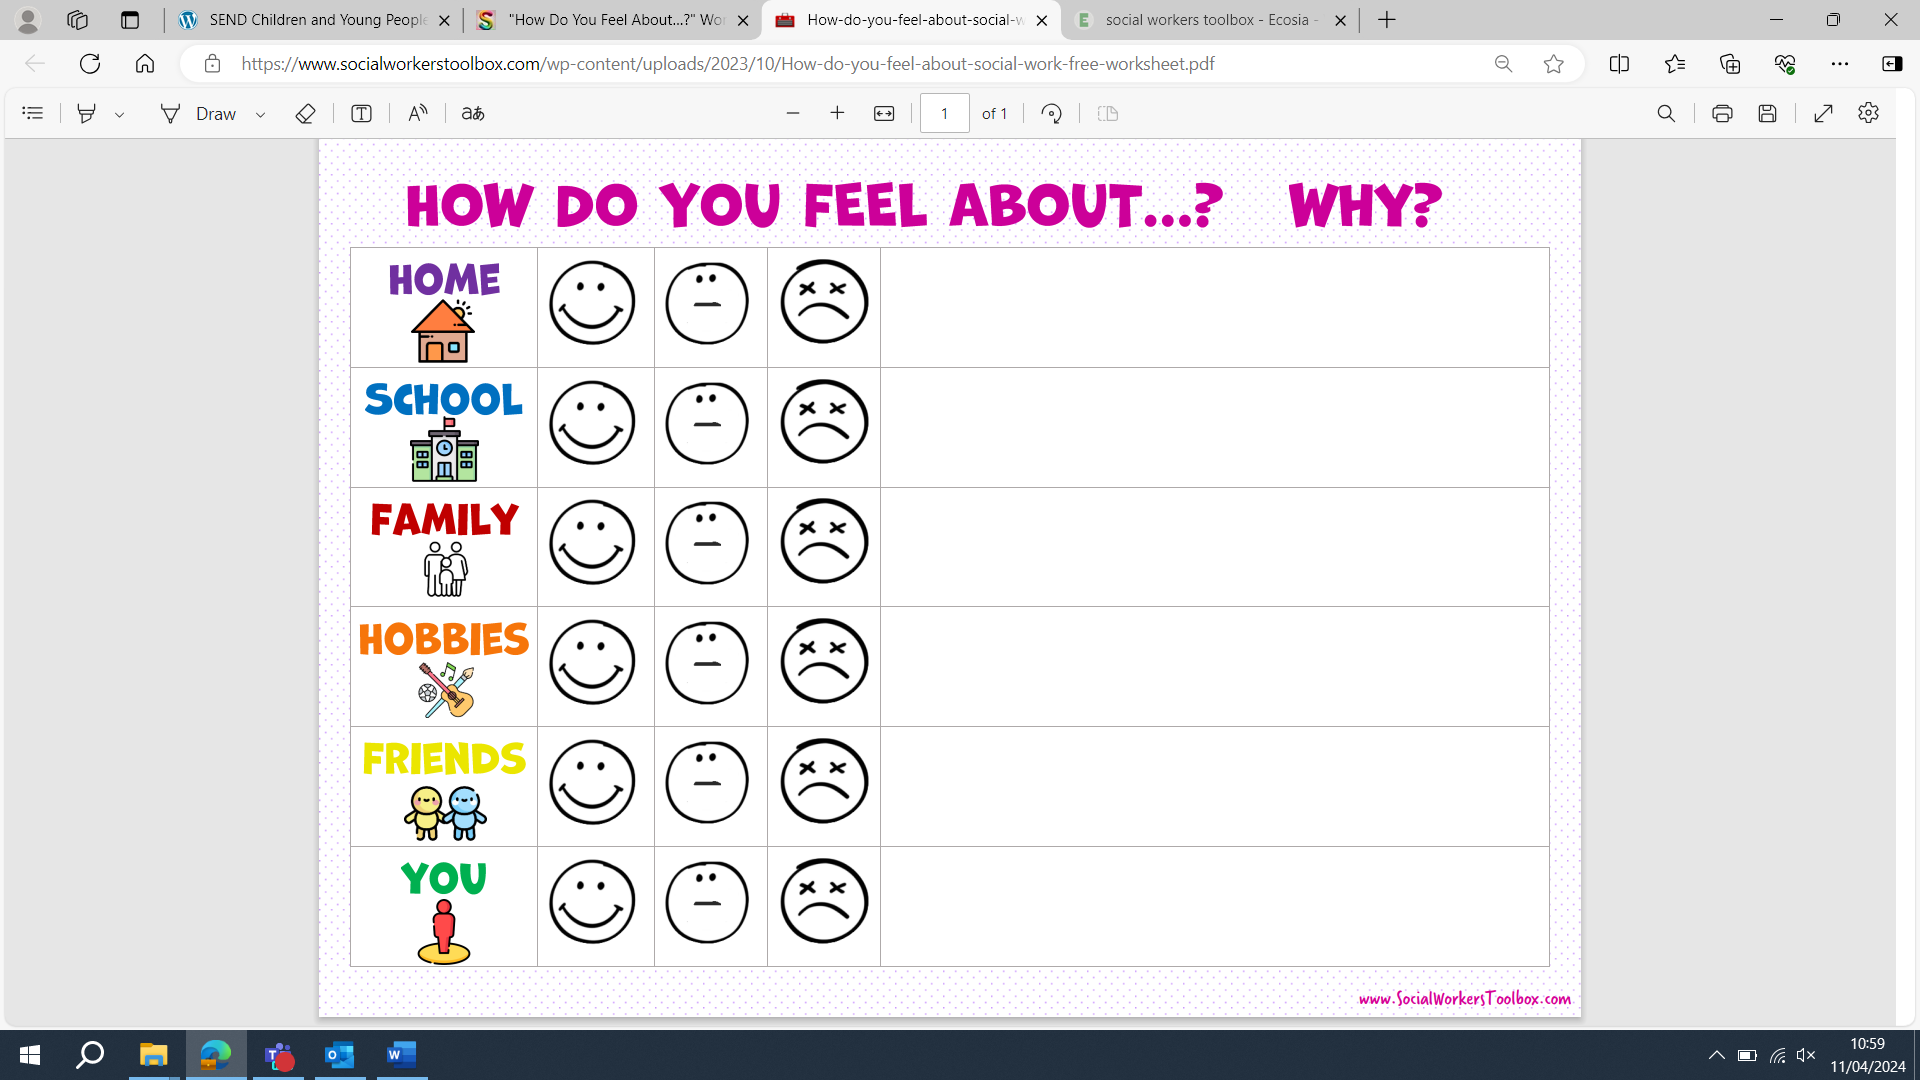 SEND Children and Young People
"How Do You Feel About...?" Wor
How-do-you-feel-about-social-w
social workers toolbox - Ecosia -
https://www.socialworkerstoolbox.com/wp-content/uploads/2023/10/How-do-you-feel-about-social-work-free-worksheet.pdf
Draw
1 of 1
HOW DO YOU FEEL ABOUT...? WHY?
HOME
SCHOOL
FAMILY
HOBBIES
FRIENDS
YOU
www.SocialWorkersToolbox.com
10:59
11/04/2024